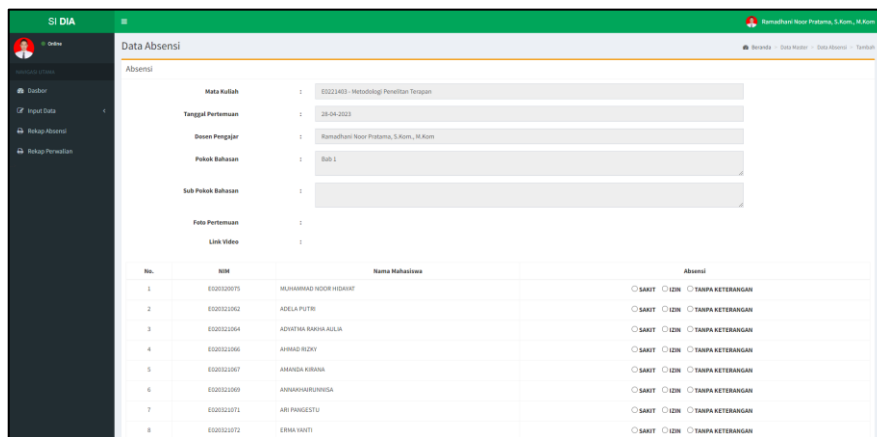 SI DIA
Ramadhani Noor Pratama, S.Kom., M.Kom
Online
Data Absensi
Beranda > Data Master > Data Absensi > Tambah
NAVIGASI UTAMA
Absensi
Dasbor
Input Data
Rekap Absensi
Rekap Perwalian
Mata Kuliah : E0221403 - Metodologi Penelitan Terapan
Tanggal Pertemuan : 28-04-2023
Dosen Pengajar : Ramadhani Noor Pratama, S.Kom., M.Kom
Pokok Bahasan : Bab 1
Sub Pokok Bahasan :
Foto Pertemuan :
Link Video :
No. NIM Nama Mahasiswa Absensi
1 E020320075 MUHAMMAD NOOR HIDAYAT SAKIT IZIN TANPA KETERANGAN
2 E020321062 ADELA PUTRI SAKIT IZIN TANPA KETERANGAN
3 E020321064 ADYATMA RAKHA AULIA SAKIT IZIN TANPA KETERANGAN
4 E020321066 AHMAD RIZKY SAKIT IZIN TANPA KETERANGAN
5 E020321067 AMANDA KIRANA SAKIT IZIN TANPA KETERANGAN
6 E020321069 ANNAKHAIRUNNISA SAKIT IZIN TANPA KETERANGAN
7 E020321071 ARI PANGESTU SAKIT IZIN TANPA KETERANGAN
8 E020321072 ERMA YANTI SAKIT IZIN TANPA KETERANGAN